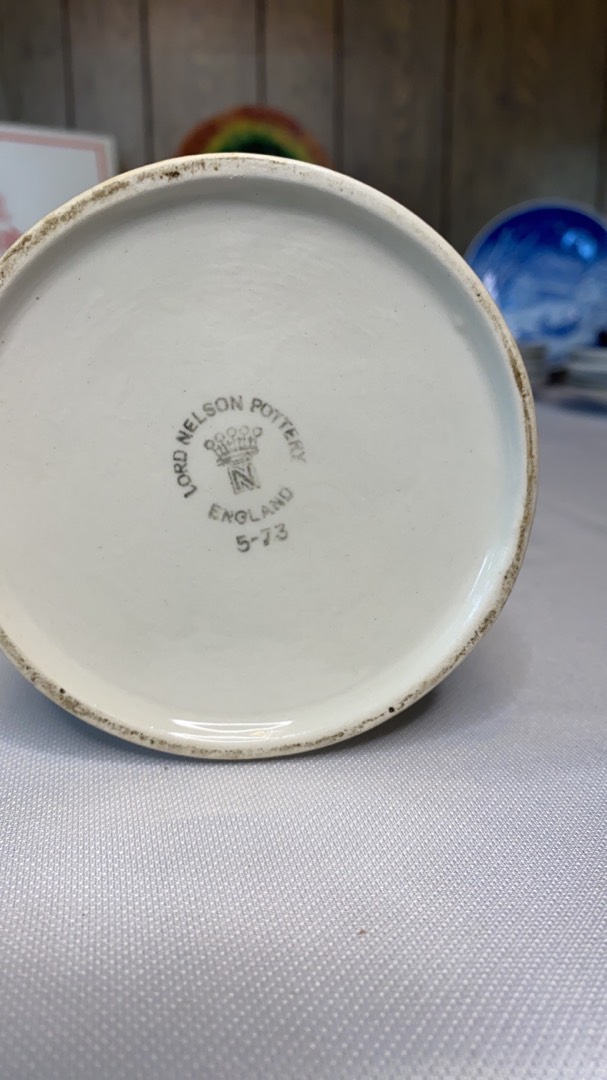 LORD NELSON POTTERY
N
ENGLAND
5-73